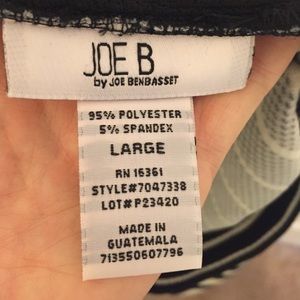 JOE B
by JOE BENBASSET
95% POLYESTER
5% SPANDEX
LARGE
RN 16361
STYLE#7047338
LOT#P23420
MADE IN
GUATEMALA
713550607796